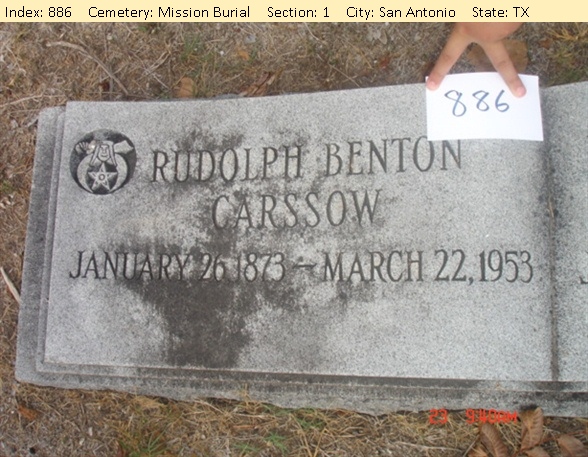 Index: 886 Cemetery: Mission Burial Section: 1 City: San Antonio State: TX
886
RUDOLPH BENTON
CARSSOW
JANUARY 26 1873 — MARCH 22, 1953